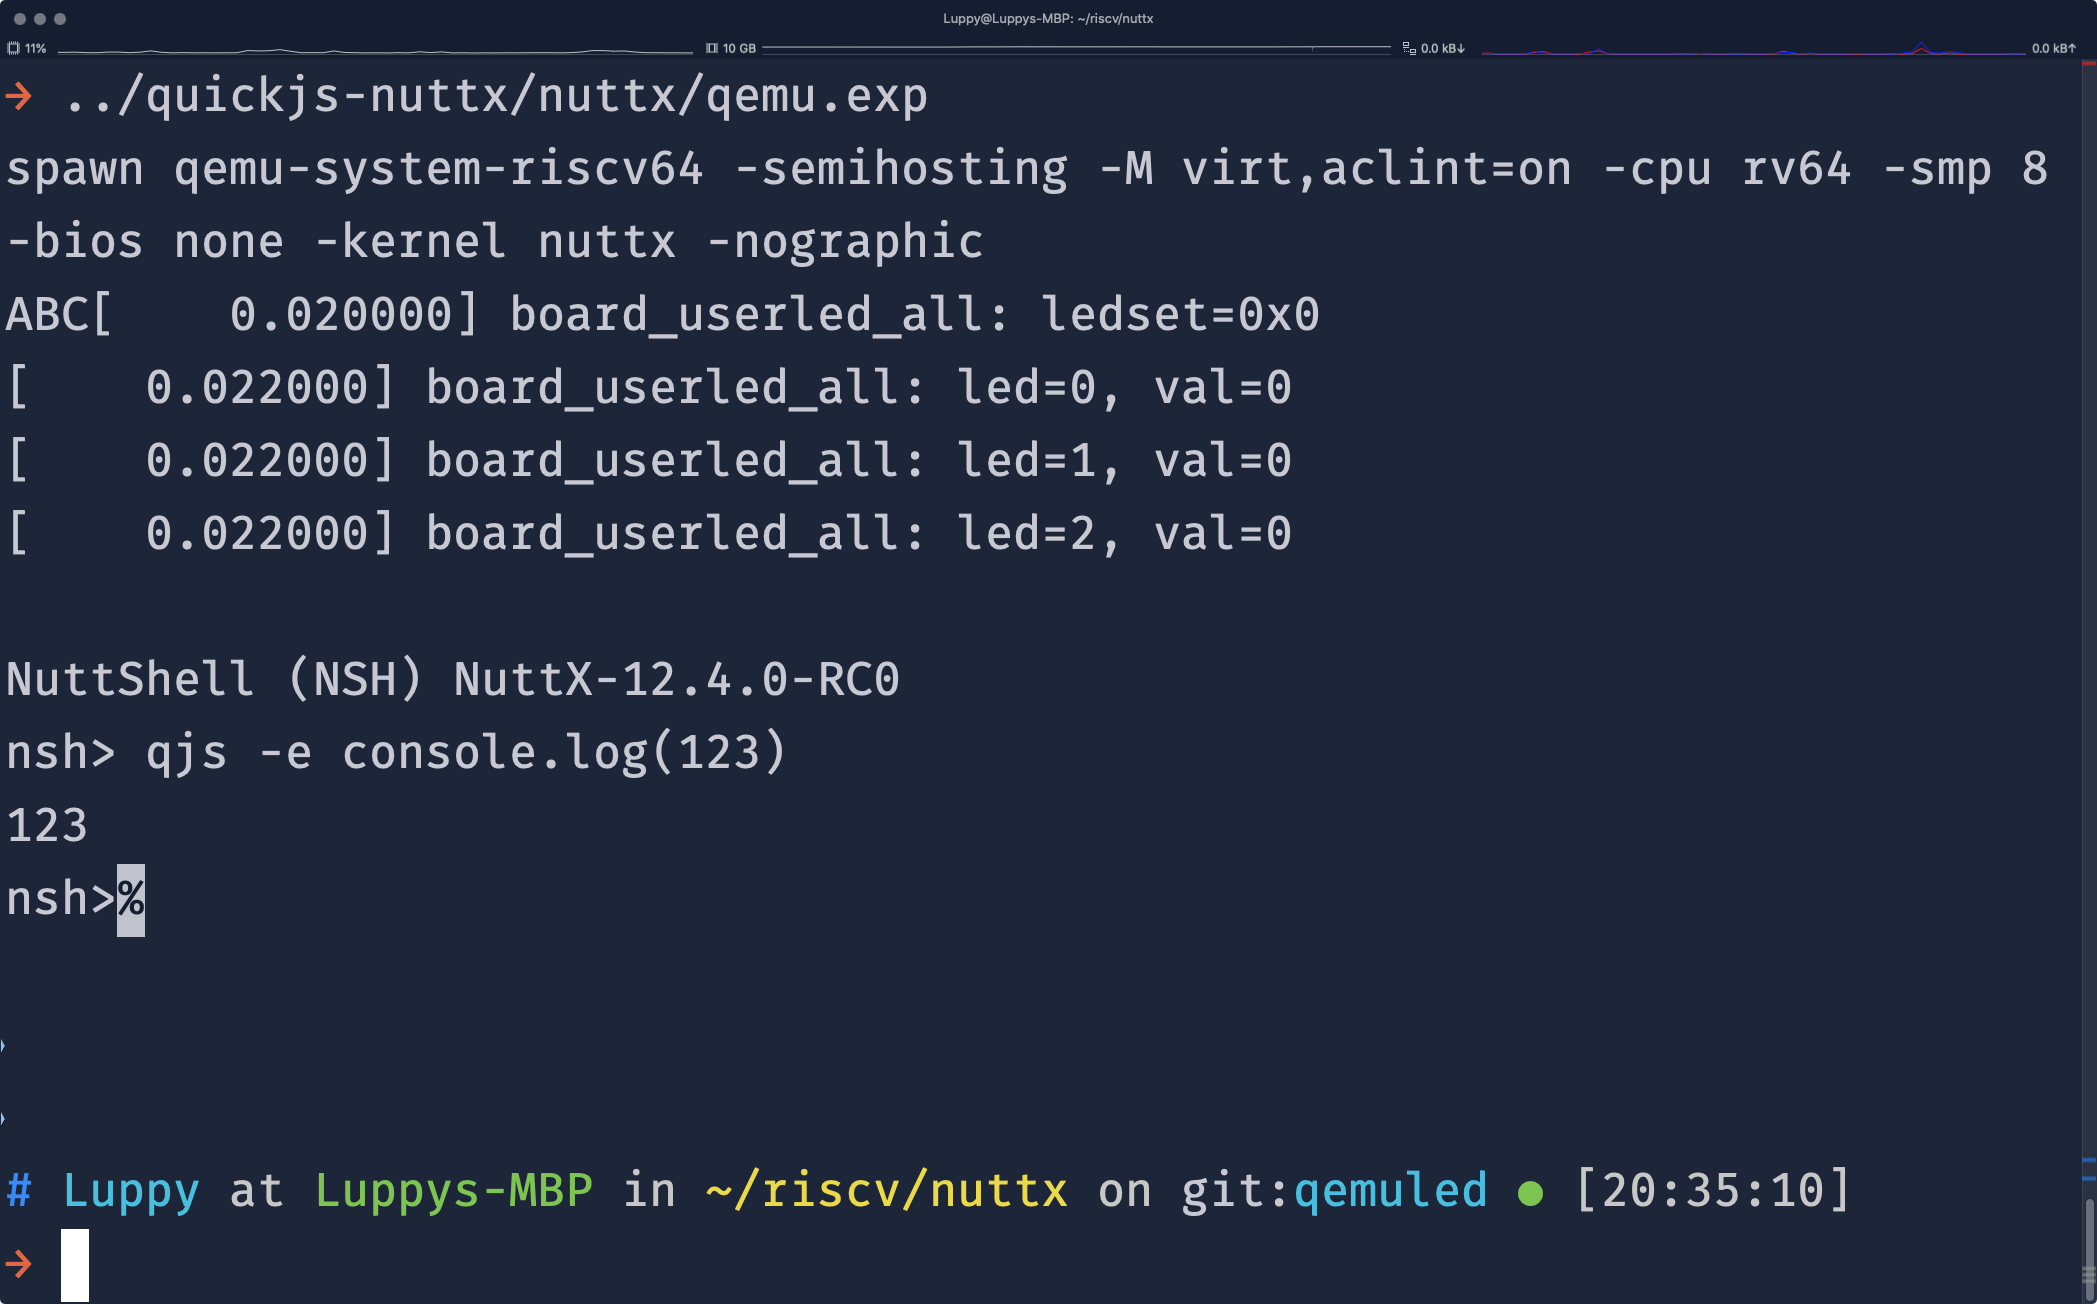 Luppy@Luppys-MBP: ~/riscv/nuttx
11% 10 GB 0.0 kB↓ 0.0 kB↑
→ ../quickjs-nuttx/nuttx/qemu.exp
spawn qemu-system-riscv64 -semihosting -M virt,aclint=on -cpu rv64 -smp 8
-bios none -kernel nuttx -nographic
ABC[    0.020000] board_userled_all: ledset=0x0
[    0.022000] board_userled_all: led=0, val=0
[    0.022000] board_userled_all: led=1, val=0
[    0.022000] board_userled_all: led=2, val=0
NuttShell (NSH) NuttX-12.4.0-RC0
nsh> qjs -e console.log(123)
123
nsh>%
# Luppy at Luppys-MBP in ~/riscv/nuttx on git:qemuled ● [20:35:10]
→